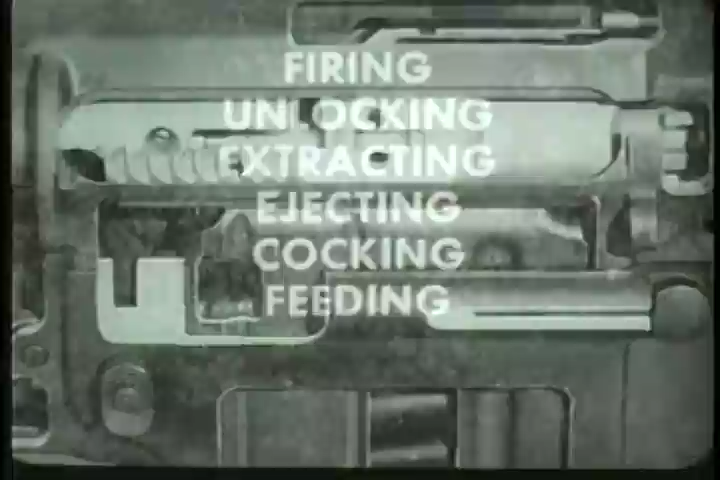 FIRING
UNLOCKING
EXTRACTING
EJECTING
COCKING
FEEDING